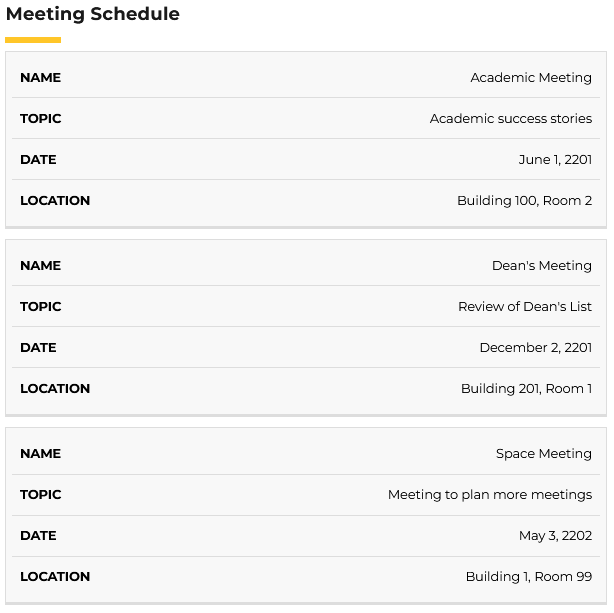 Meeting Schedule
NAME Academic Meeting
TOPIC Academic success stories
DATE June 1, 2201
LOCATION Building 100, Room 2
NAME Dean's Meeting
TOPIC Review of Dean's List
DATE December 2, 2201
LOCATION Building 201, Room 1
NAME Space Meeting
TOPIC Meeting to plan more meetings
DATE May 3, 2202
LOCATION Building 1, Room 99